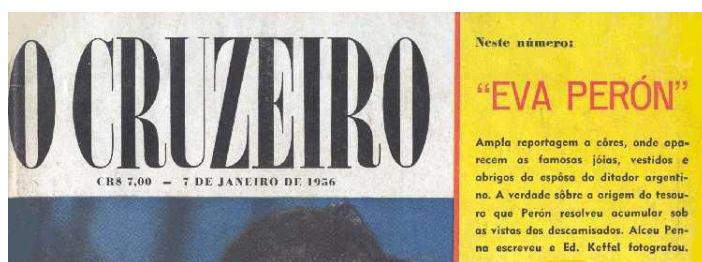 O CRUZEIRO
CR$ 7,00 — 7 DE JANEIRO DE 1956
Neste número:
“EVA PERÓN”
Ampla reportagem a côres, onde apa-
recem as famosas jóias, vestidos e
abrigos da espôsa do ditador argenti-
no. A verdade sôbre a origem do tesou-
ro que Perón resolveu acumular sob
as vistas dos descamisados. Alceu Pen-
na escreveu e Ed. Keffel fotografou.